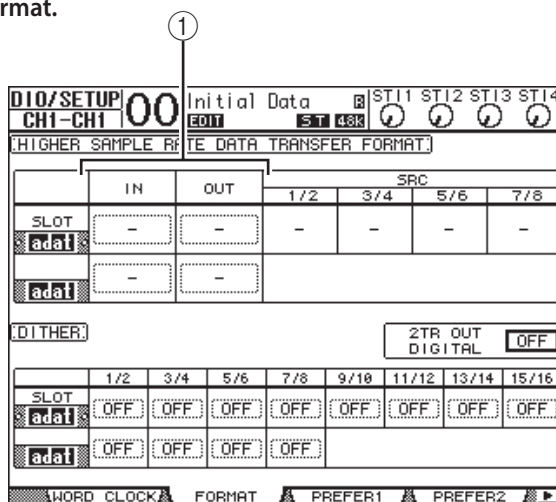 rmat.
1
DIO/SETUP 00 Initial Data R ST1 ST2 ST3 ST4
CH1-CH1 EDIT ST 48K
HIGHER SAMPLE RATE DATA TRANSFER FORMAT
IN OUT SRC
1/2 3/4 5/6 7/8
SLOT
adat - - - - - -
adat - -
DITHER 2TR OUT DIGITAL OFF
1/2 3/4 5/6 7/8 9/10 11/12 13/14 15/16
SLOT
adat OFF OFF OFF OFF OFF OFF OFF OFF
adat OFF OFF OFF OFF
WORD CLOCK FORMAT PREFER1 PREFER2